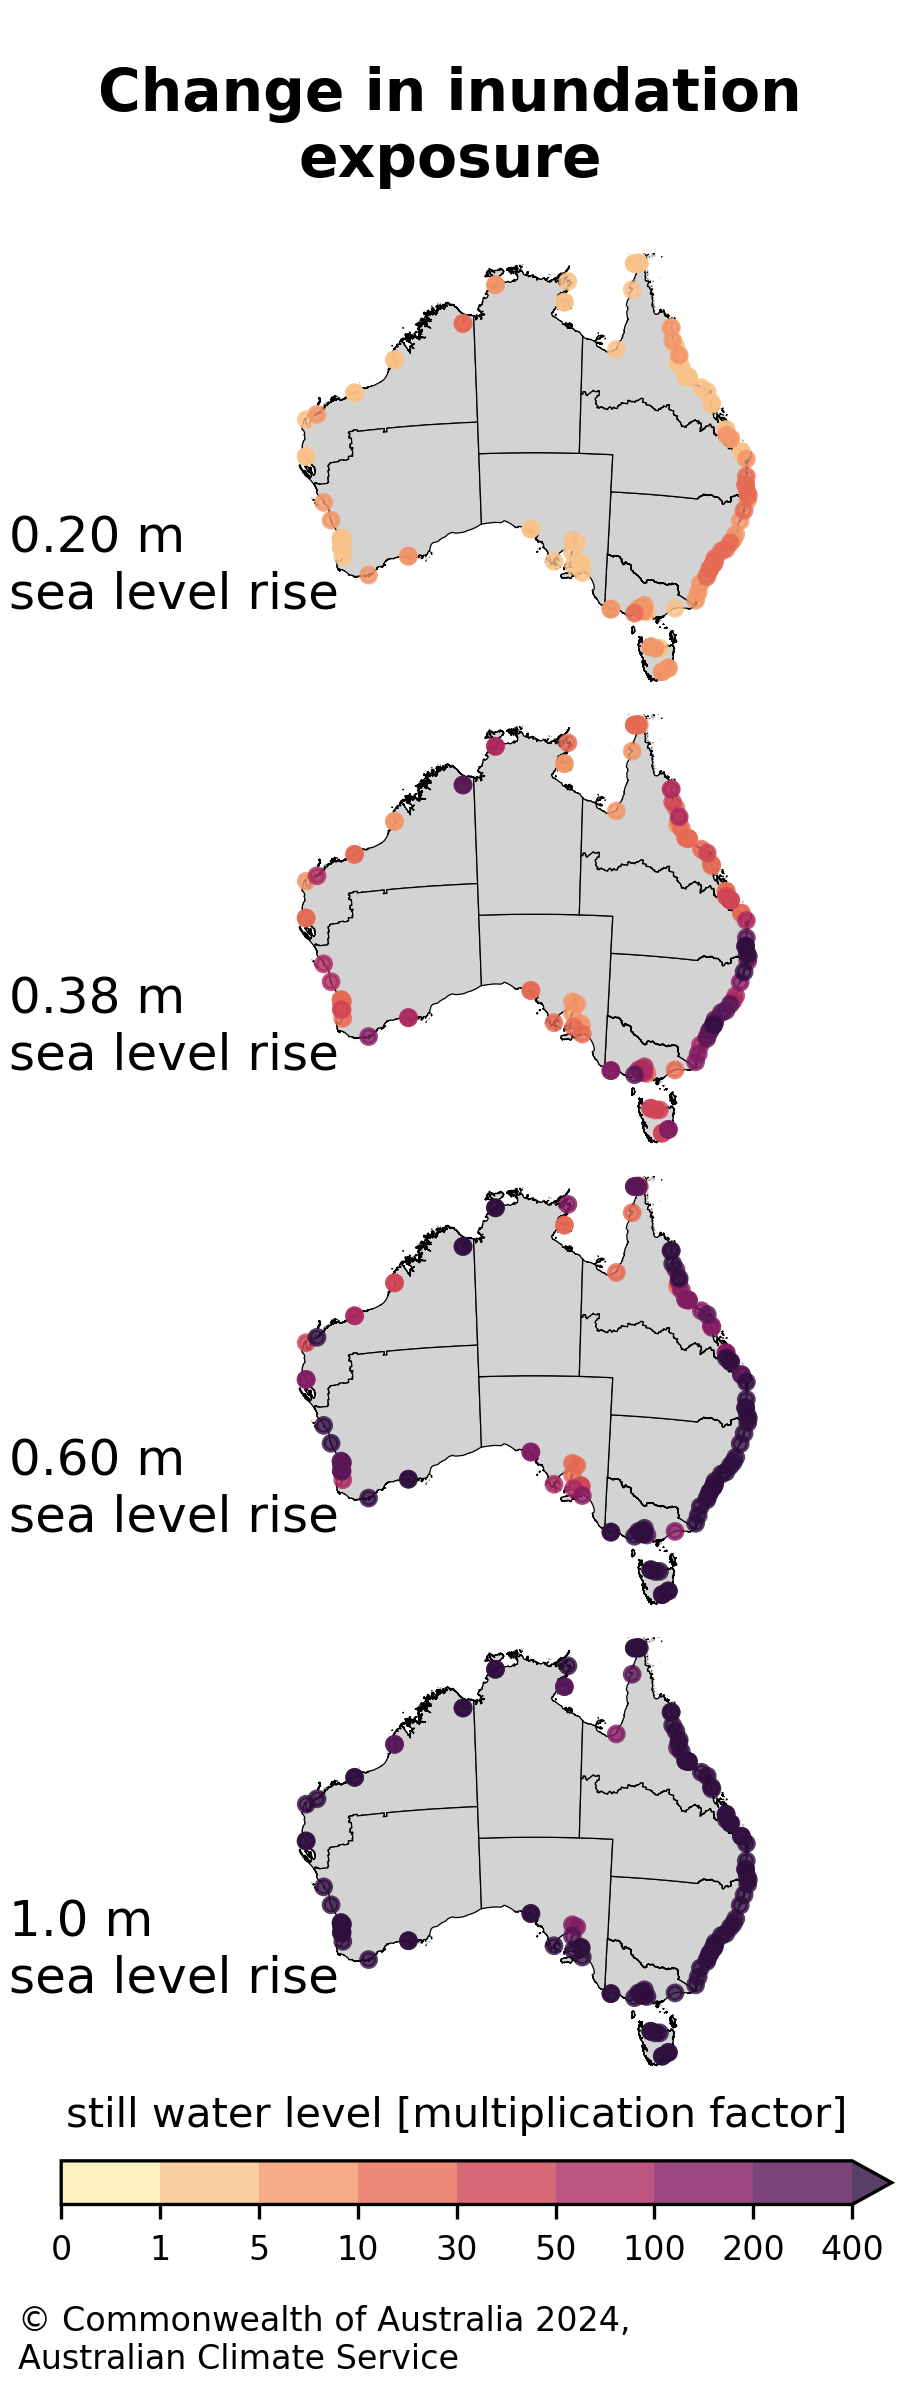 Change in inundation
exposure
0.20 m
sea level rise
0.38 m
sea level rise
0.60 m
sea level rise
1.0 m
sea level rise
still water level [multiplication factor]
0 1 5 10 30 50 100 200 400
© Commonwealth of Australia 2024,
Australian Climate Service